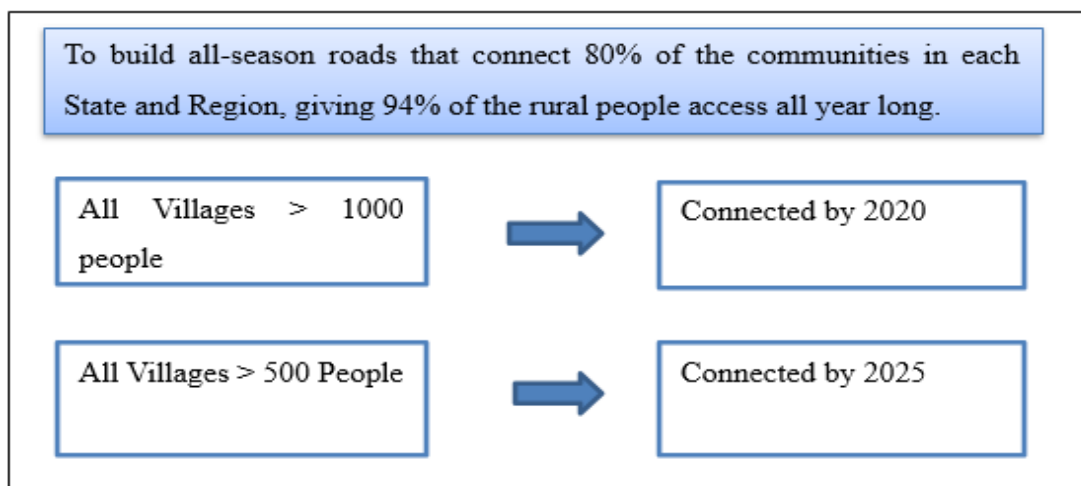 To build all-season roads that connect 80% of the communities in each
State and Region, giving 94% of the rural people access all year long.
All Villages > 1000
people
Connected by 2020
All Villages > 500 People
Connected by 2025